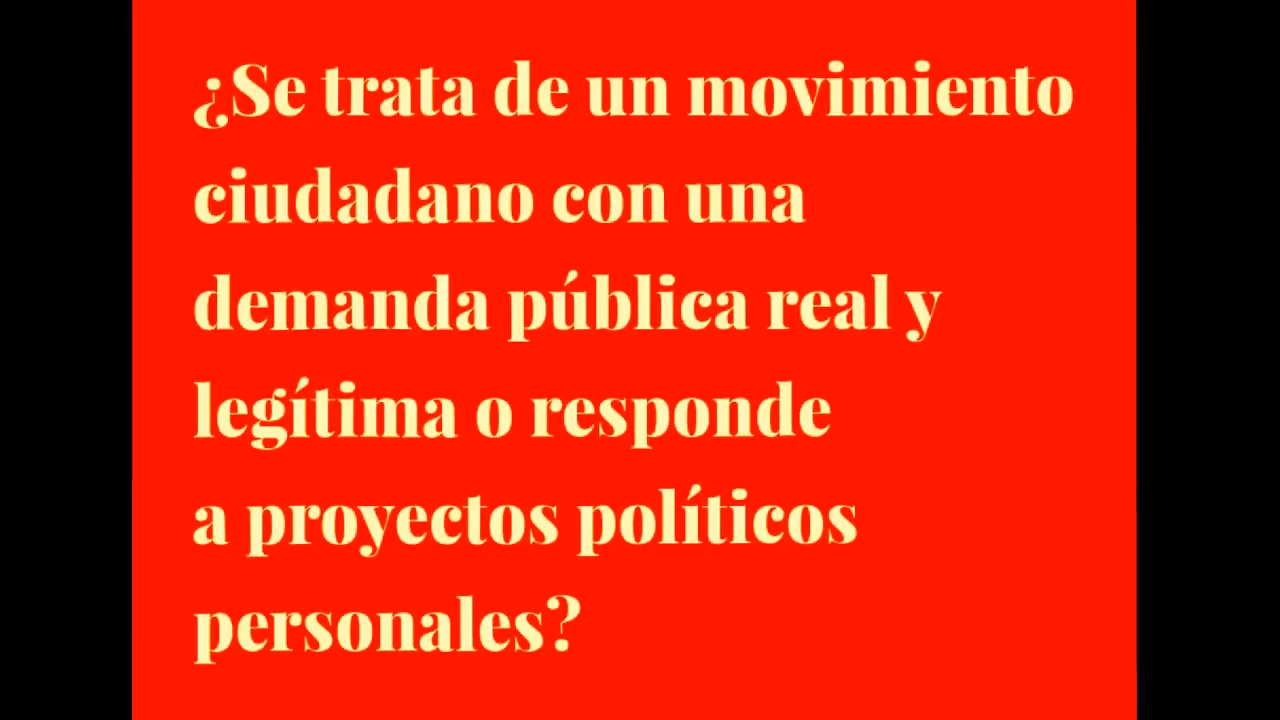 ¿Se trata de un movimiento
ciudadano con una
demanda pública real y
legítima o responde
a proyectos políticos
personales?